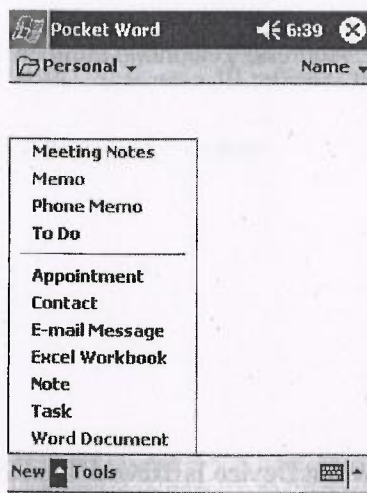 Pocket Word 6:39
Personal Name
Meeting Notes
Memo
Phone Memo
To Do
Appointment
Contact
E-mail Message
Excel Workbook
Note
Task
Word Document
New Tools